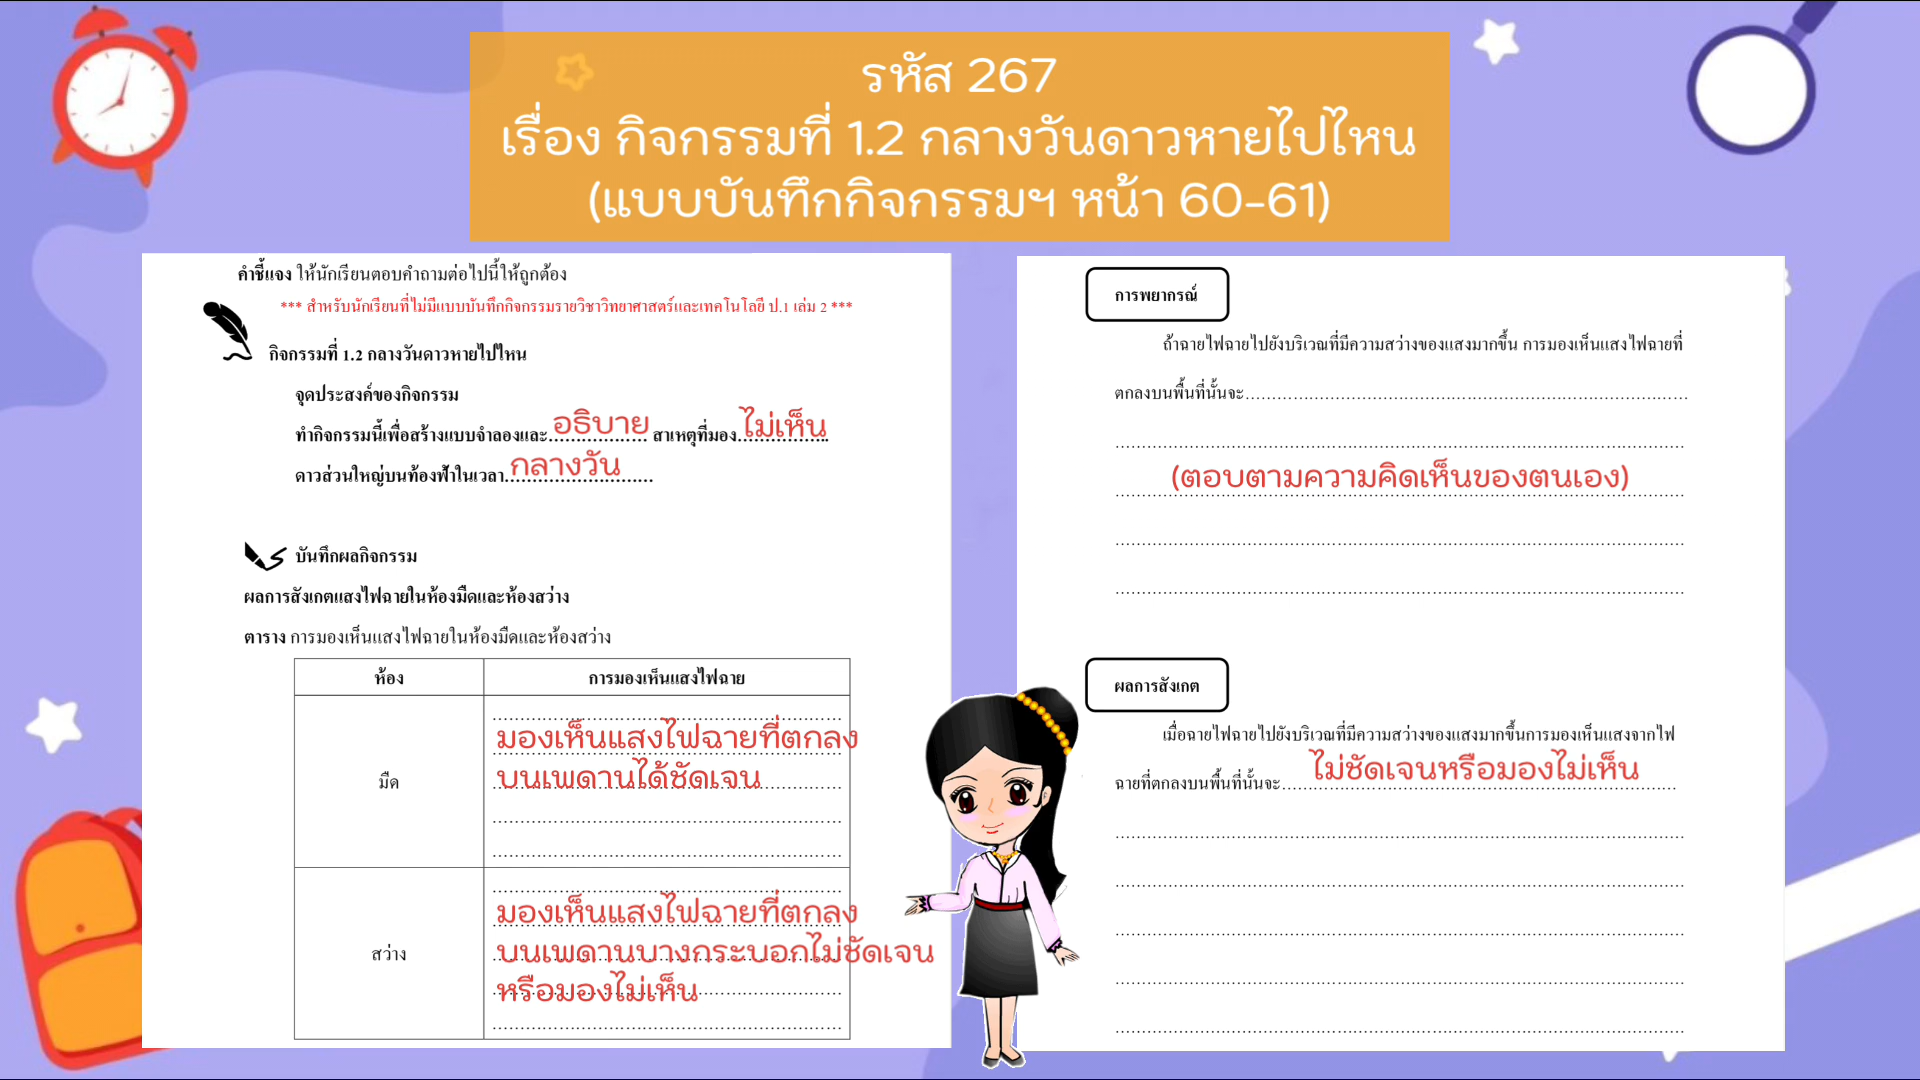 รหัส 267
เรื่อง กิจกรรมที่ 1.2 กลางวันดาวหายไปไหน
(แบบบันทึกกิจกรรมฯ หน้า 60-61)
คำชี้แจง ให้นักเรียนตอบคำถามต่อไปนี้ให้ถูกต้อง
*** สำหรับนักเรียนที่ไม่มีแบบบันทึกกิจกรรมรายวิชาวิทยาศาสตร์และเทคโนโลยี ป.1 เล่ม 2 ***
กิจกรรมที่ 1.2 กลางวันดาวหายไปไหน
จุดประสงค์ของกิจกรรม
ทำกิจกรรมนี้เพื่อสร้างแบบจำลองและ อธิบาย สาเหตุที่มอง ไม่เห็น
ดาวส่วนใหญ่บนท้องฟ้าในเวลา กลางวัน
บันทึกผลกิจกรรม
ผลการสังเกตแสงไฟฉายในห้องมืดและห้องสว่าง
ตาราง การมองเห็นแสงไฟฉายในห้องมืดและห้องสว่าง
ห้อง การมองเห็นแสงไฟฉาย
มืด
มองเห็นแสงไฟฉายที่ตกลง
บนเพดานได้ชัดเจน
สว่าง
มองเห็นแสงไฟฉายที่ตกลง
บนเพดานบางกระบอกไม่ชัดเจน
หรือมองไม่เห็น
การพยากรณ์
ถ้าฉายไฟฉายไปยังบริเวณที่มีความสว่างของแสงมากขึ้น การมองเห็นแสงไฟฉายที่
ตกลงบนพื้นที่นั้นจะ
(ตอบตามความคิดเห็นของตนเอง)
ผลการสังเกต
เมื่อฉายไฟฉายไปยังบริเวณที่มีความสว่างของแสงมากขึ้นการมองเห็นแสงจากไฟ
ฉายที่ตกลงบนพื้นที่นั้นจะ ไม่ชัดเจนหรือมองไม่เห็น